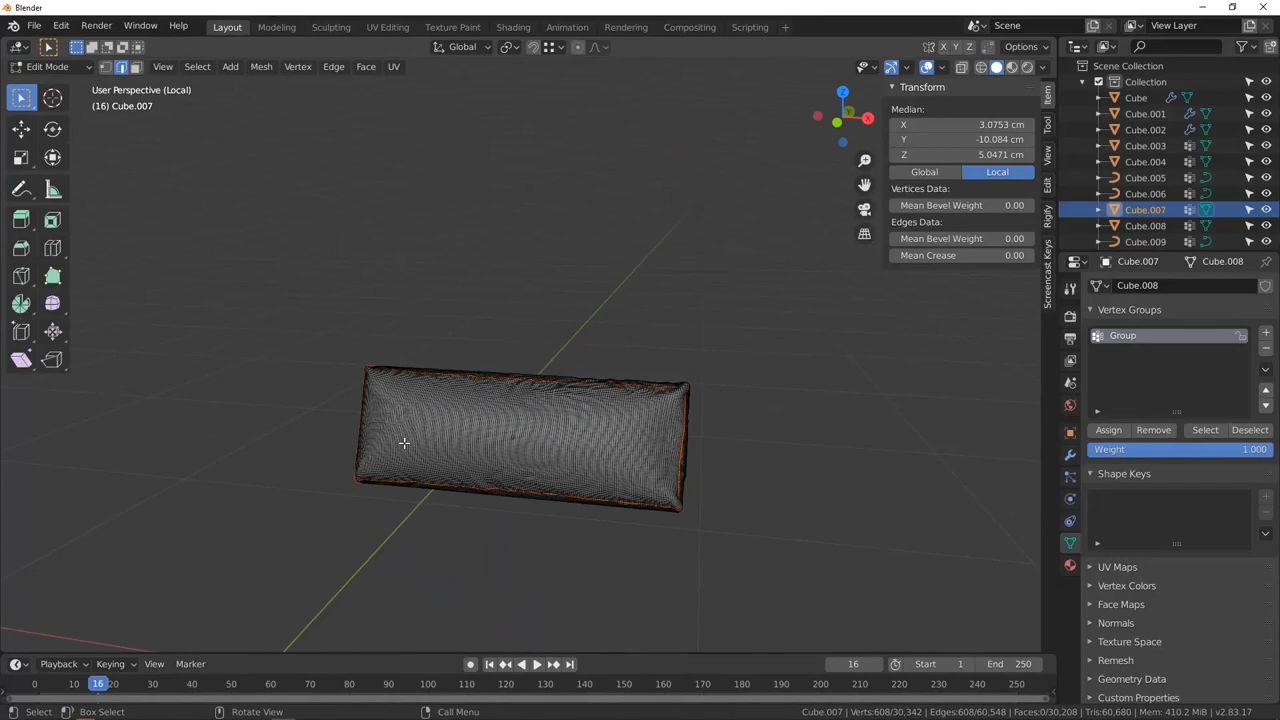 Blender
File Edit Render Window Help Layout Modeling Sculpting UV Editing Texture Paint Shading Animation Rendering Compositing Scripting + Scene View Layer
Global X Y Z Options
Edit Mode View Select Add Mesh Vertex Edge Face UV
User Perspective (Local)
(16) Cube.007
Z
Y
X
Transform
Median:
X 3.0753 cm
Y -10.084 cm
Z 5.0471 cm
Global Local
Vertices Data:
Mean Bevel Weight 0.00
Edges Data:
Mean Bevel Weight 0.00
Mean Crease 0.00
Item
Tool
View
Edit
Rigify
Screencast Keys
Scene Collection
Collection
Cube
Cube.001
Cube.002
Cube.003
Cube.004
Cube.005
Cube.006
Cube.007
Cube.008
Cube.009
Cube.007 Cube.008
Cube.008
Vertex Groups
Group
Assign Remove Select Deselect
Weight 1.000
Shape Keys
UV Maps
Vertex Colors
Face Maps
Normals
Texture Space
Remesh
Geometry Data
Custom Properties
Playback Keying View Marker 16 Start 1 End 250
0 10 16 20 30 40 50 60 70 80 90 100 110 120 130 140 150 160 170 180 190 200 210 220 230 240 250
Select Box Select Rotate View Call Menu Cube.007 | Verts:608/30,342 | Edges:608/60,548 | Faces:0/30,208 | Tris:60,680 | Mem: 410.2 MiB | v2.83.17